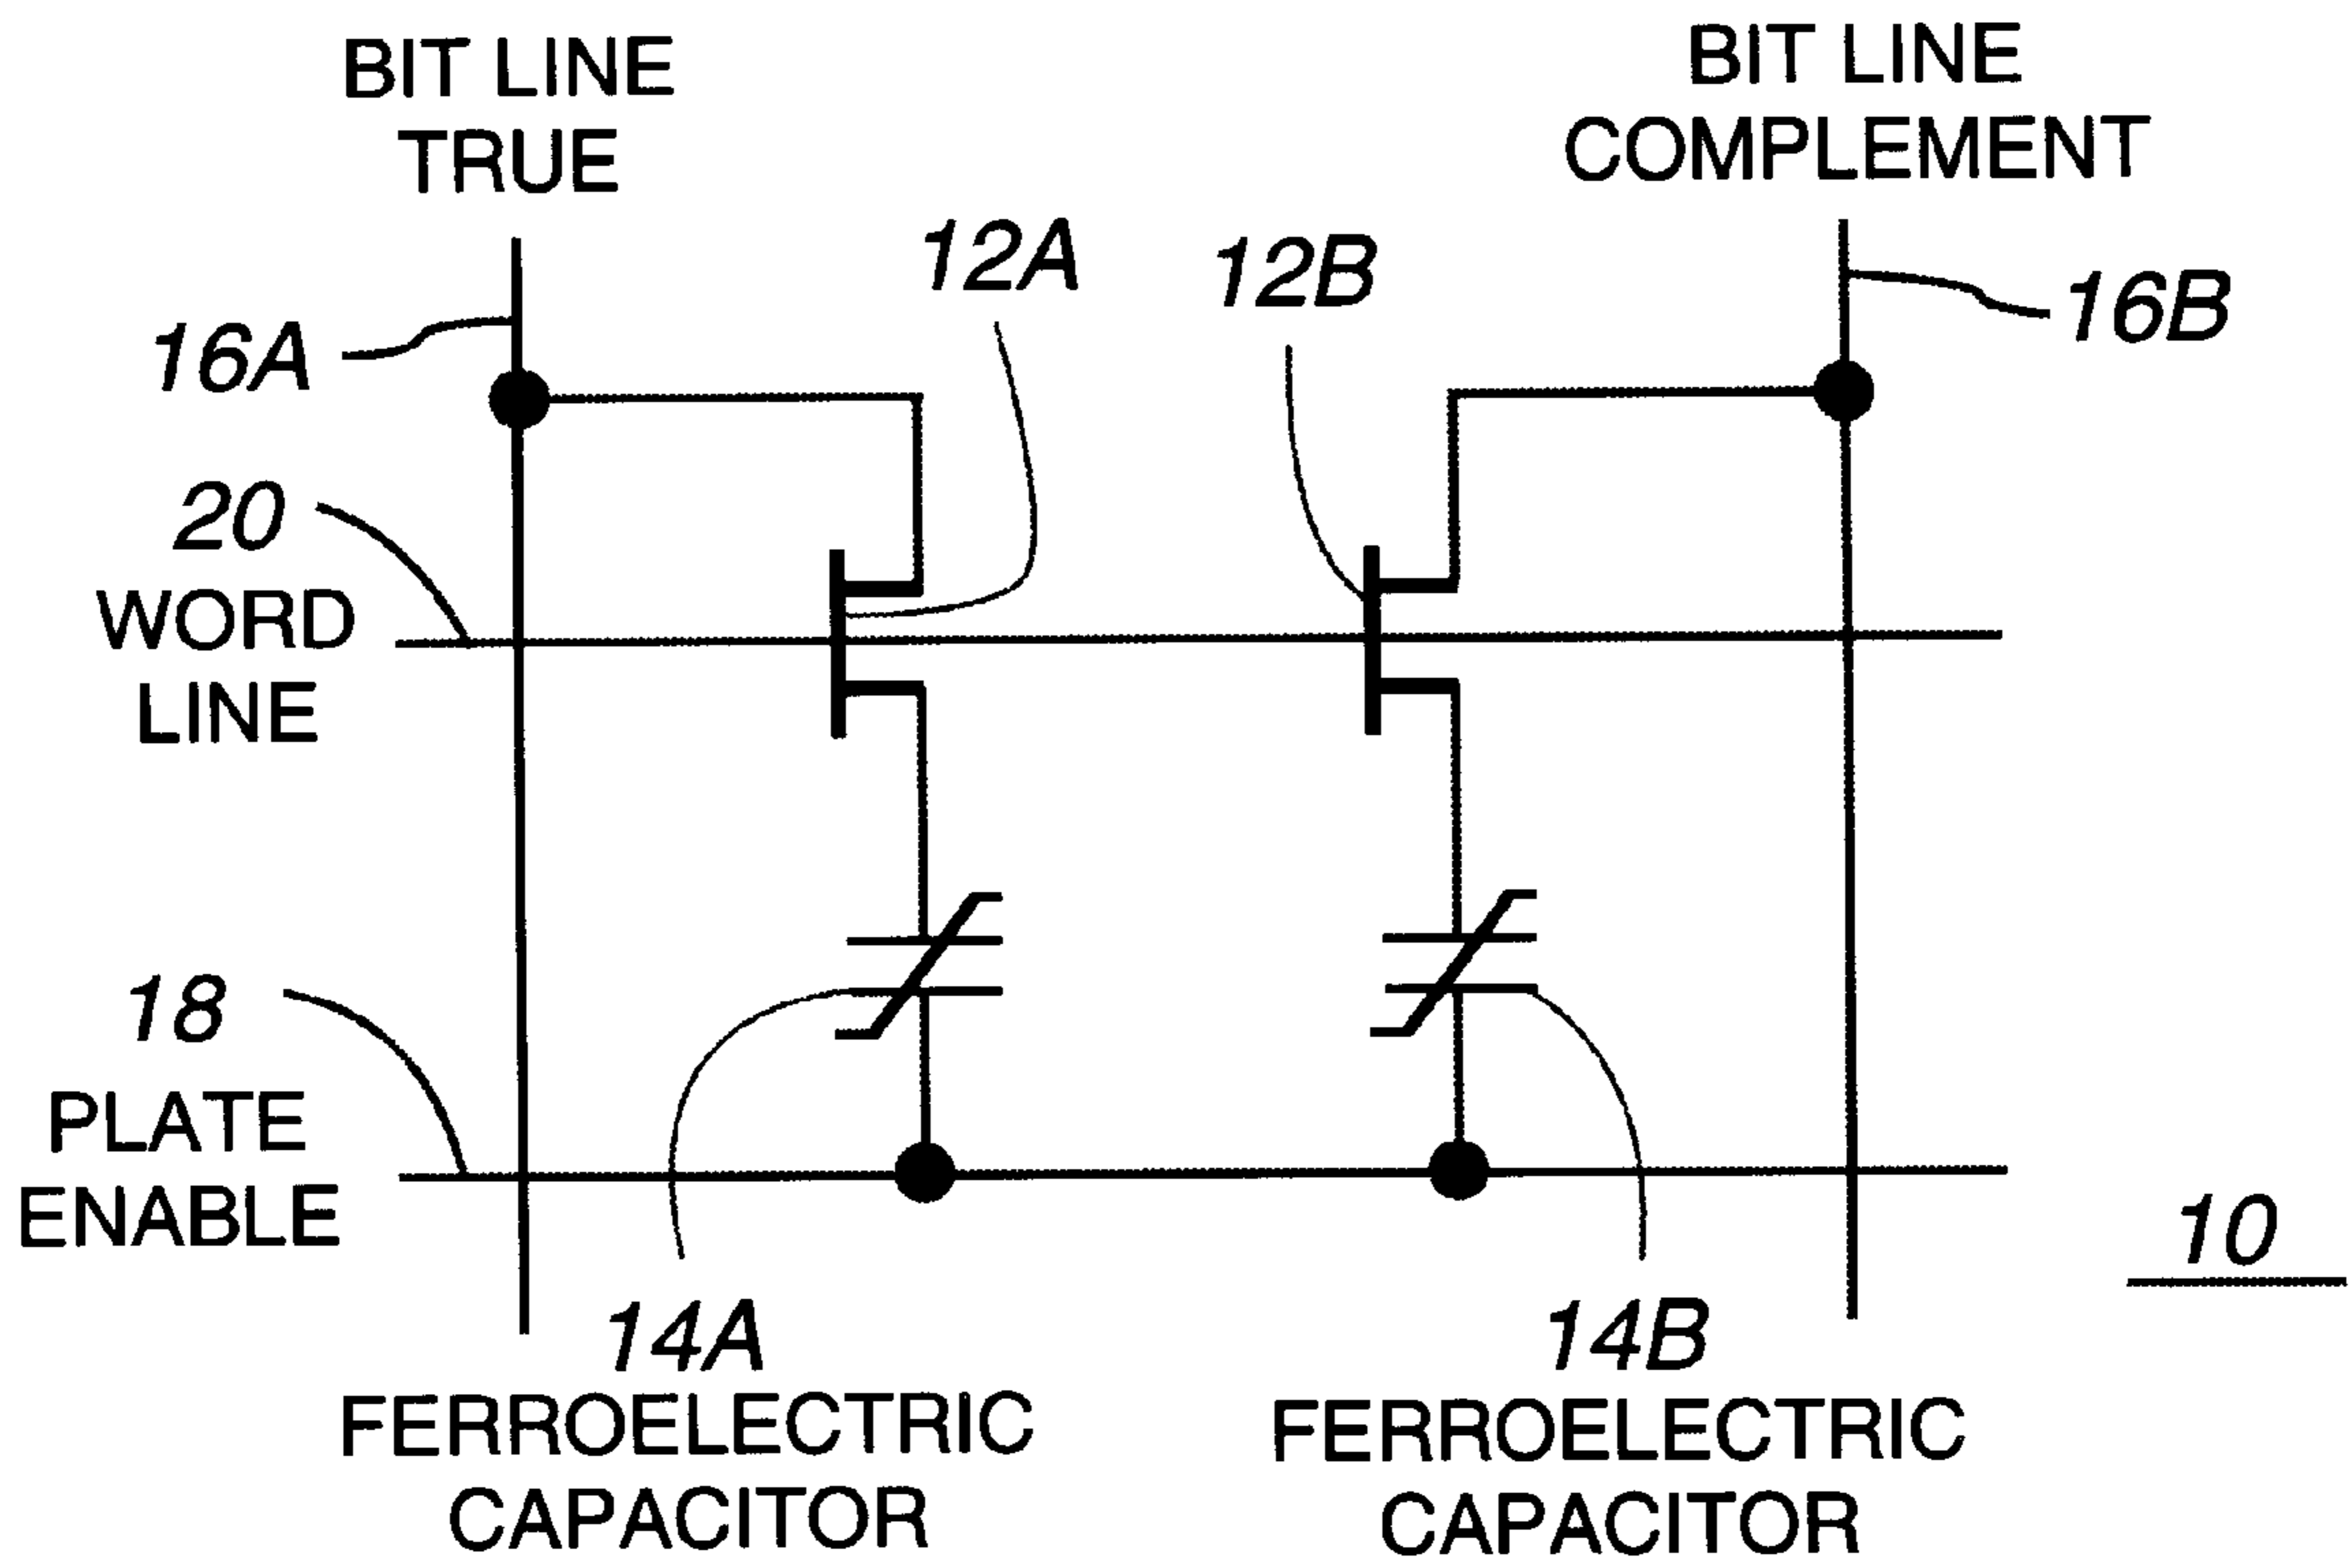 BIT LINE
TRUE
BIT LINE
COMPLEMENT
12A
12B
16A
16B
20
WORD
LINE
18
PLATE
ENABLE
10
14A
FERROELECTRIC
CAPACITOR
14B
FERROELECTRIC
CAPACITOR